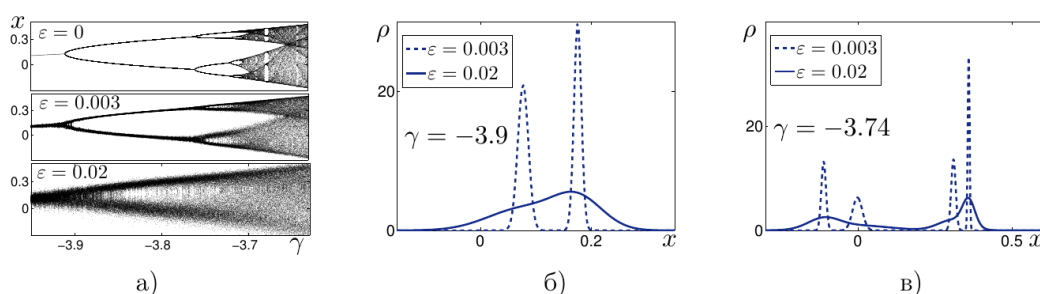 x
ε = 0
0.3
0
ε = 0.003
0.3
0
ε = 0.02
0.3
0
−3.9 −3.8 −3.7 γ
а)
ρ
ε = 0.003
ε = 0.02
20
γ = −3.9
0
0 0.2 x
б)
ρ
ε = 0.003
ε = 0.02
20
γ = −3.74
0
0 0.5 x
в)